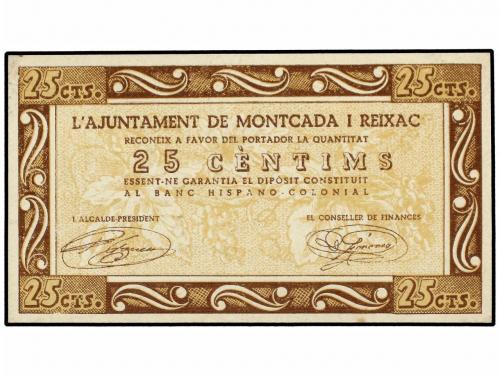 25 CTS. 25 CTS.
L'AJUNTAMENT DE MONTCADA I REIXAC
RECONEIX A FAVOR DEL PORTADOR LA QUANTITAT
25 CÈNTIMS
ESSENT-NE GARANTIA EL DIPÒSIT CONSTITUIT
AL BANC HISPANO-COLONIAL
L'ALCALDE-PRESIDENT EL CONSELLER DE FINANCES
25 CTS. 25 CTS.